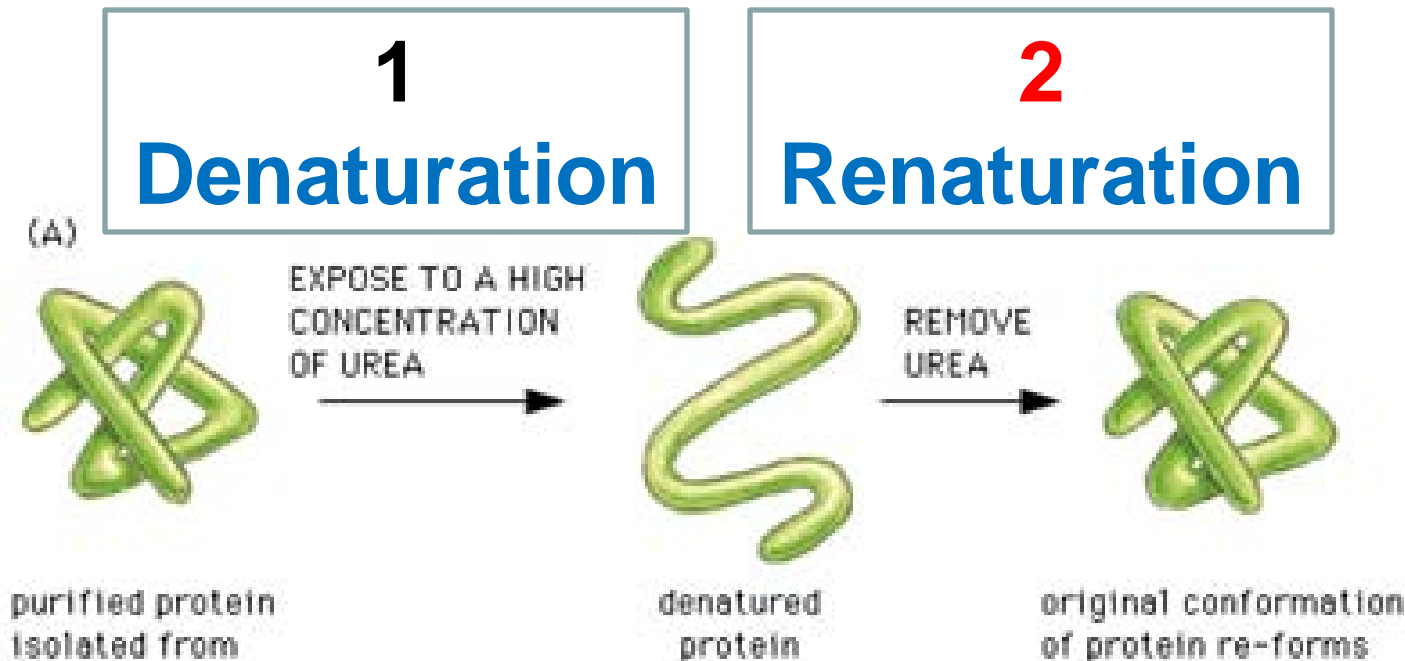 1
Denaturation
2
Renaturation
(A)
EXPOSE TO A HIGH
CONCENTRATION
OF UREA
REMOVE
UREA
purified protein
isolated from
denatured
protein
original conformation
of protein re-forms